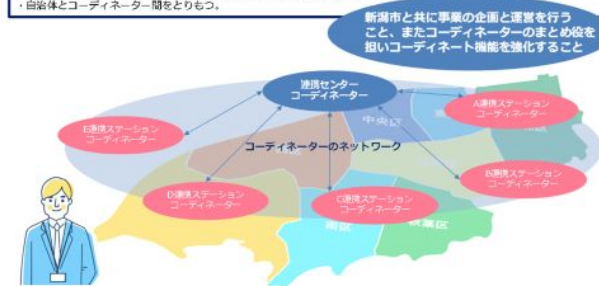 ・自治体とコーディネーター間をとりもつ。
新潟市と共に事業の企画と運営を行う
こと、またコーディネーターのまとめ役を
担いコーディネート機能を強化すること
連携センター
コーディネーター
A連携ステーション
コーディネーター
中央区
E連携ステーション
コーディネーター
コーディネーターのネットワーク
B連携ステーション
コーディネーター
D連携ステーション
コーディネーター
C連携ステーション
コーディネーター
南区
秋葉区